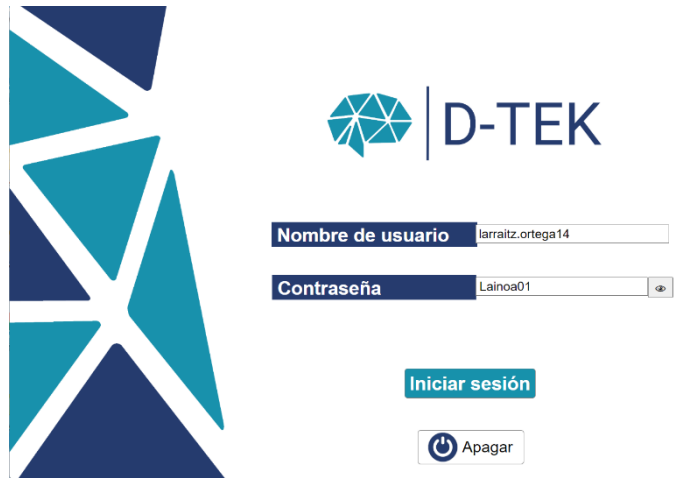 D-TEK
Nombre de usuario larraitz.ortega14
Contraseña Lainoa01
Iniciar sesión
Apagar